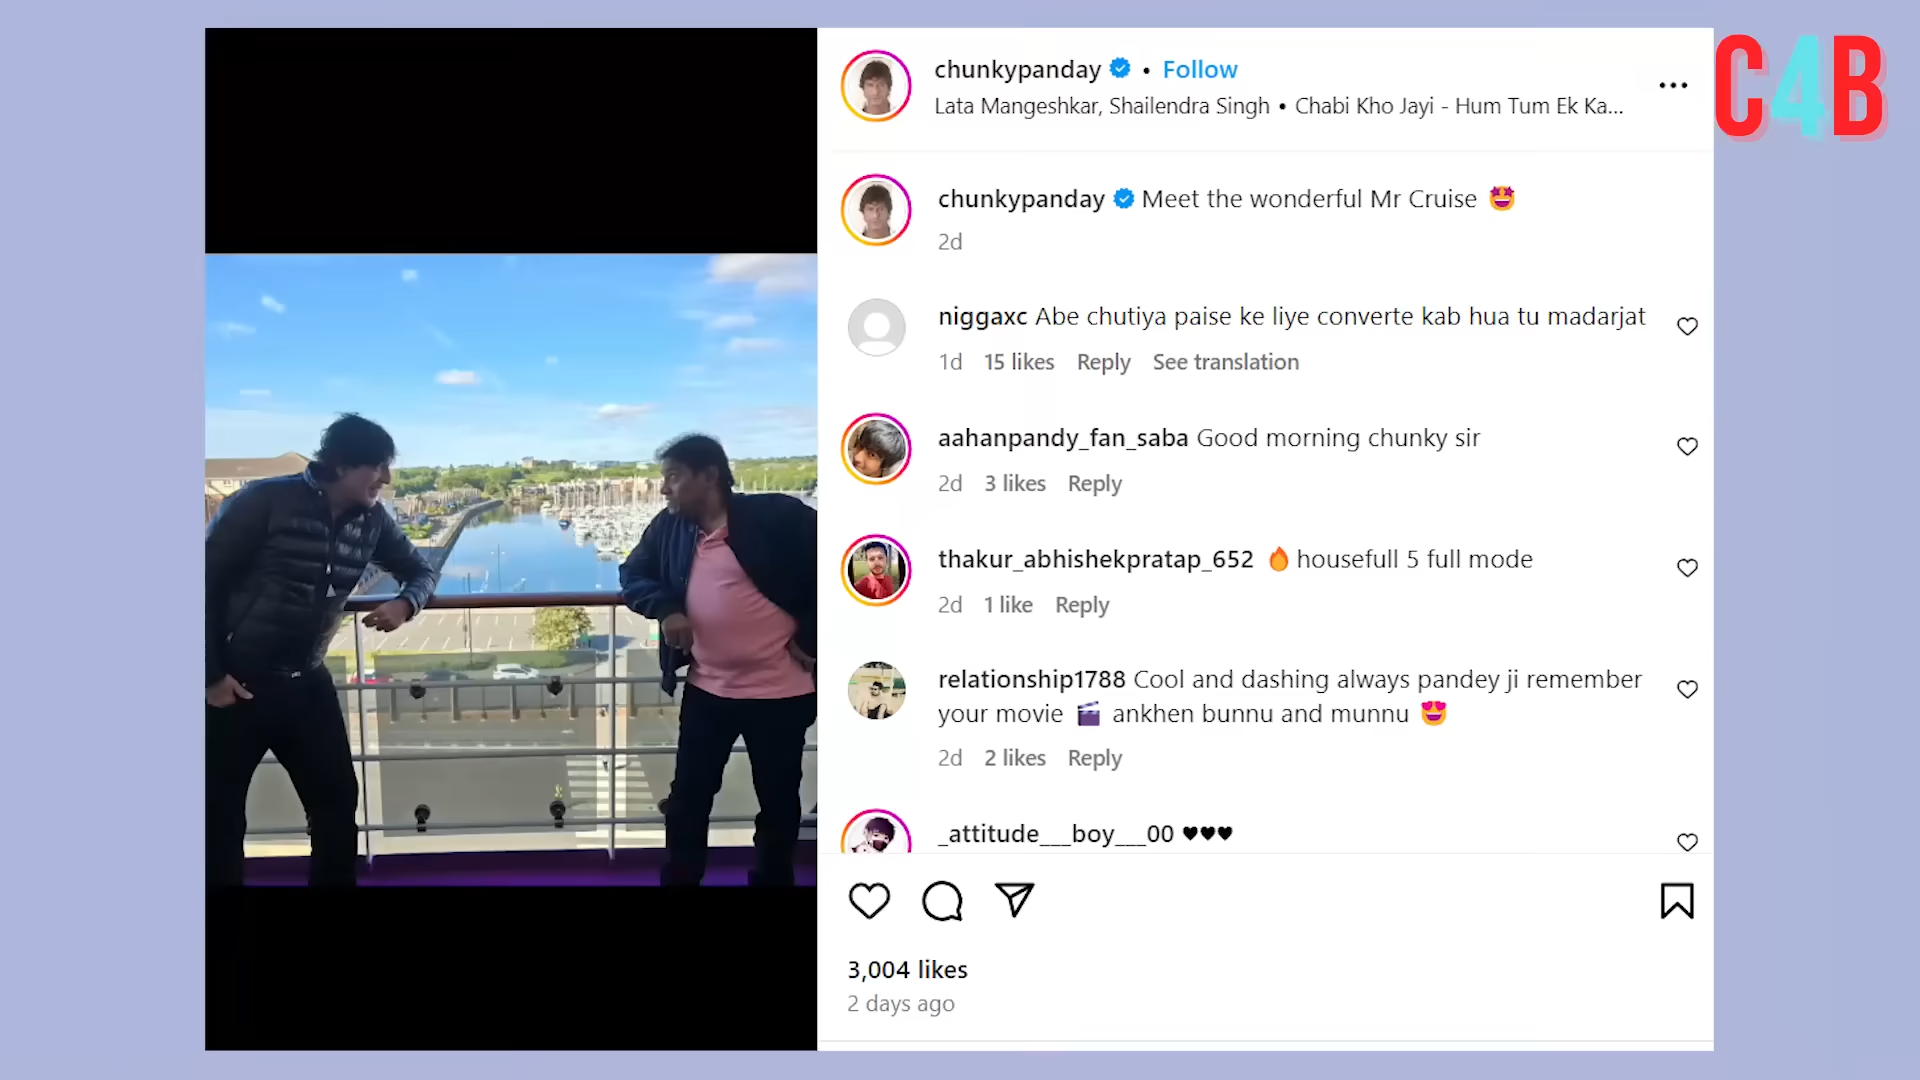 chunkypanday • Follow
Lata Mangeshkar, Shailendra Singh • Chabi Kho Jayi - Hum Tum Ek Ka...
C4B
chunkypanday Meet the wonderful Mr Cruise 🤩
2d
niggaxc Abe chutiya paise ke liye converte kab hua tu madarjat
1d 15 likes Reply See translation
aahanpandy_fan_saba Good morning chunky sir
2d 3 likes Reply
thakur_abhishekpratap_652 🔥 housefull 5 full mode
2d 1 like Reply
relationship1788 Cool and dashing always pandey ji remember
your movie 🎬 ankhen bunnu and munnu 😍
2d 2 likes Reply
_attitude___boy___00 ♥♥♥
3,004 likes
2 days ago